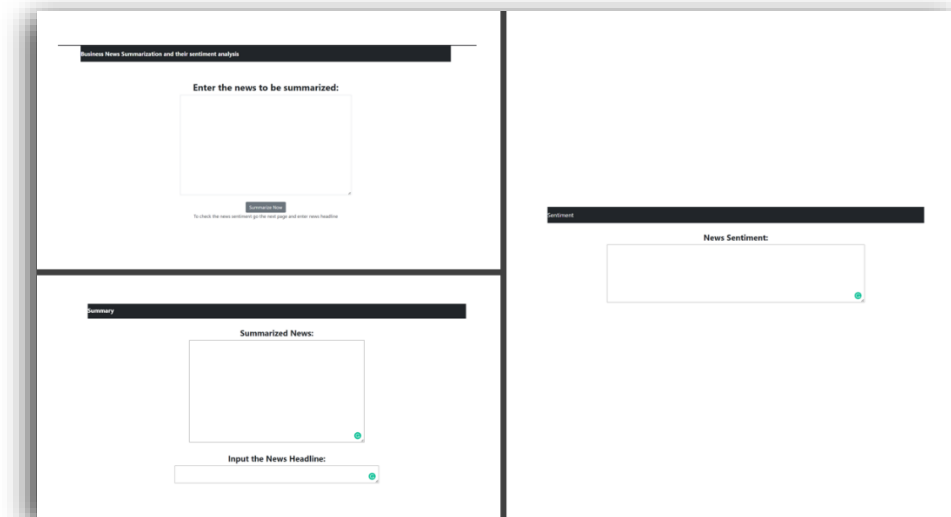 Business News Summarization and their sentiment analysis
Enter the news to be summarized:
Summarize Now
To check the news sentiment go the next page and enter news headline
Summary
Summarized News:
Input the News Headline:
Sentiment
News Sentiment: